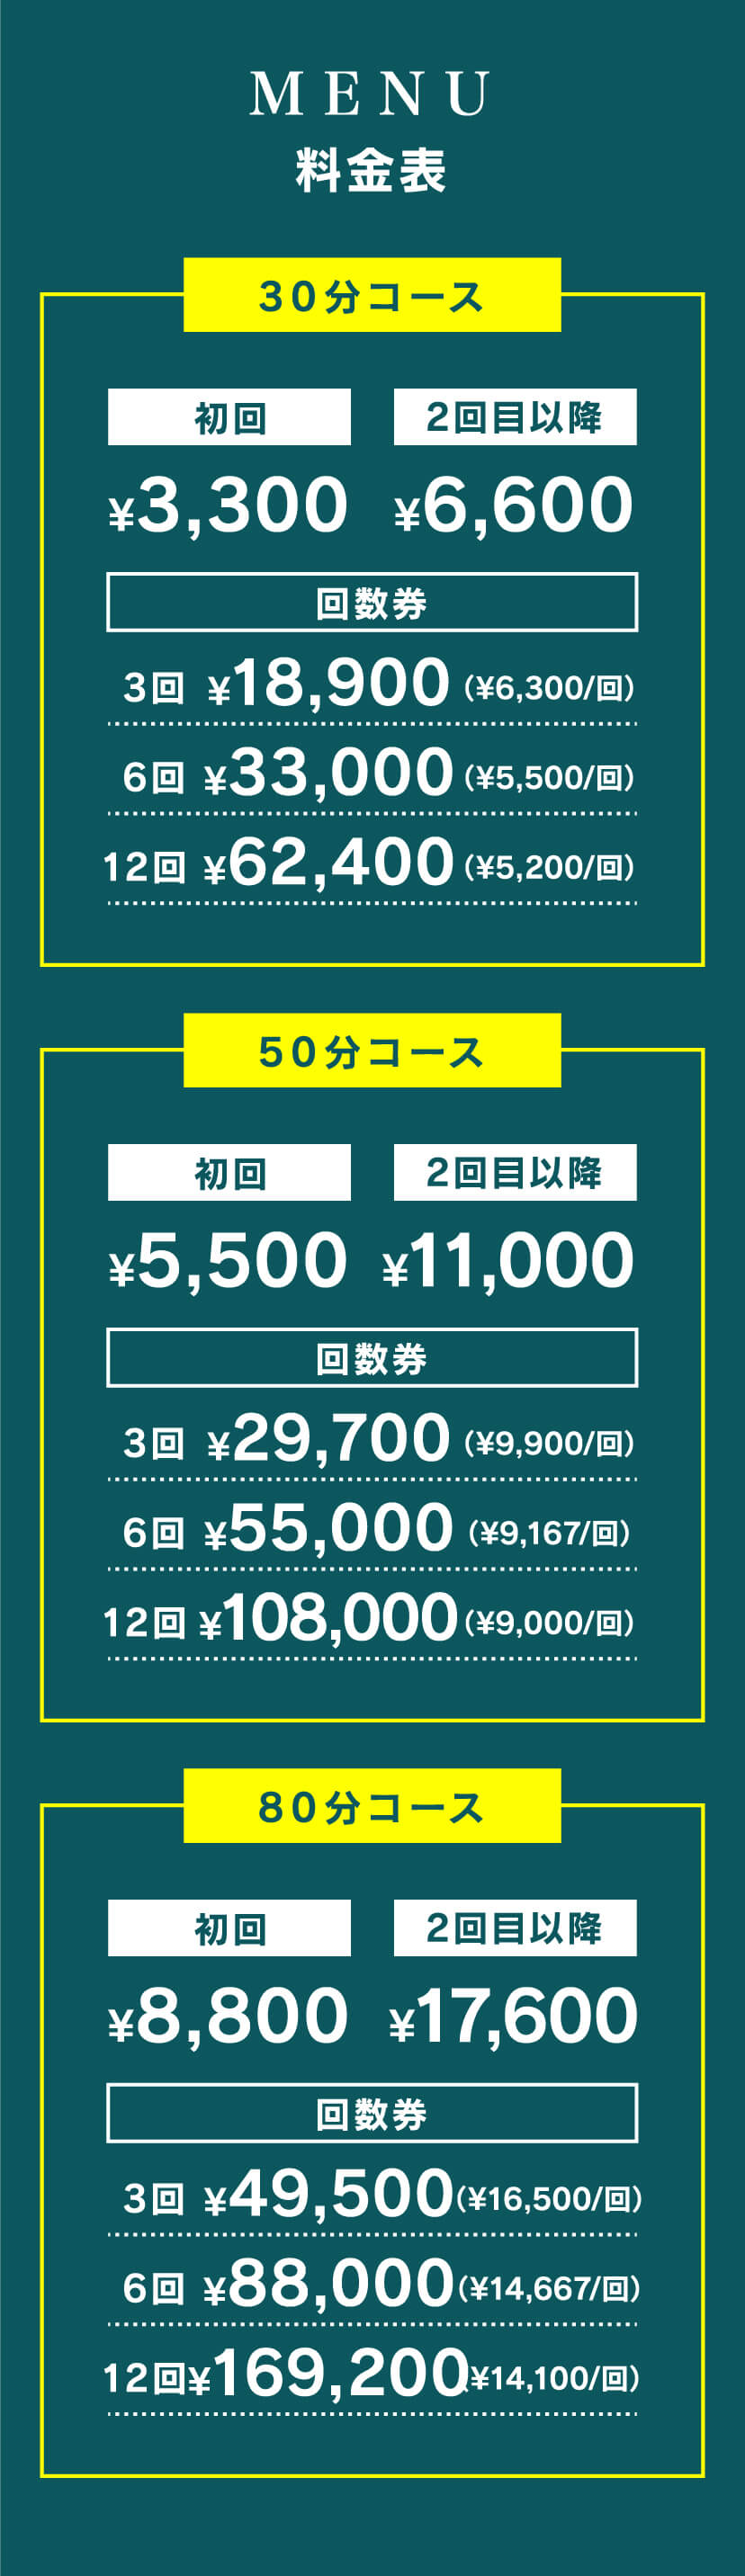 MENU
料金表
30分コース
初回 2回目以降
¥3,300 ¥6,600
回数券
3回 ¥18,900 (¥6,300/回)
6回 ¥33,000 (¥5,500/回)
12回 ¥62,400 (¥5,200/回)
50分コース
初回 2回目以降
¥5,500 ¥11,000
回数券
3回 ¥29,700 (¥9,900/回)
6回 ¥55,000 (¥9,167/回)
12回 ¥108,000 (¥9,000/回)
80分コース
初回 2回目以降
¥8,800 ¥17,600
回数券
3回 ¥49,500 (¥16,500/回)
6回 ¥88,000 (¥14,667/回)
12回 ¥169,200 (¥14,100/回)